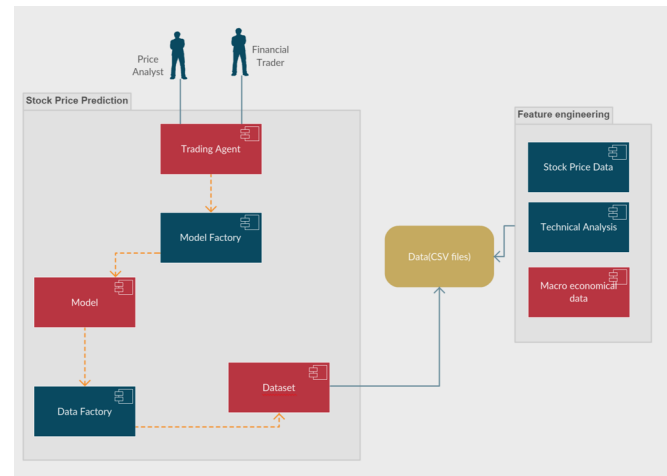 Price
Analyst
Financial
Trader
Stock Price Prediction
Trading Agent
Model Factory
Model
Data Factory
Dataset
Data(CSV files)
Feature engineering
Stock Price Data
Technical Analysis
Macro economical
data